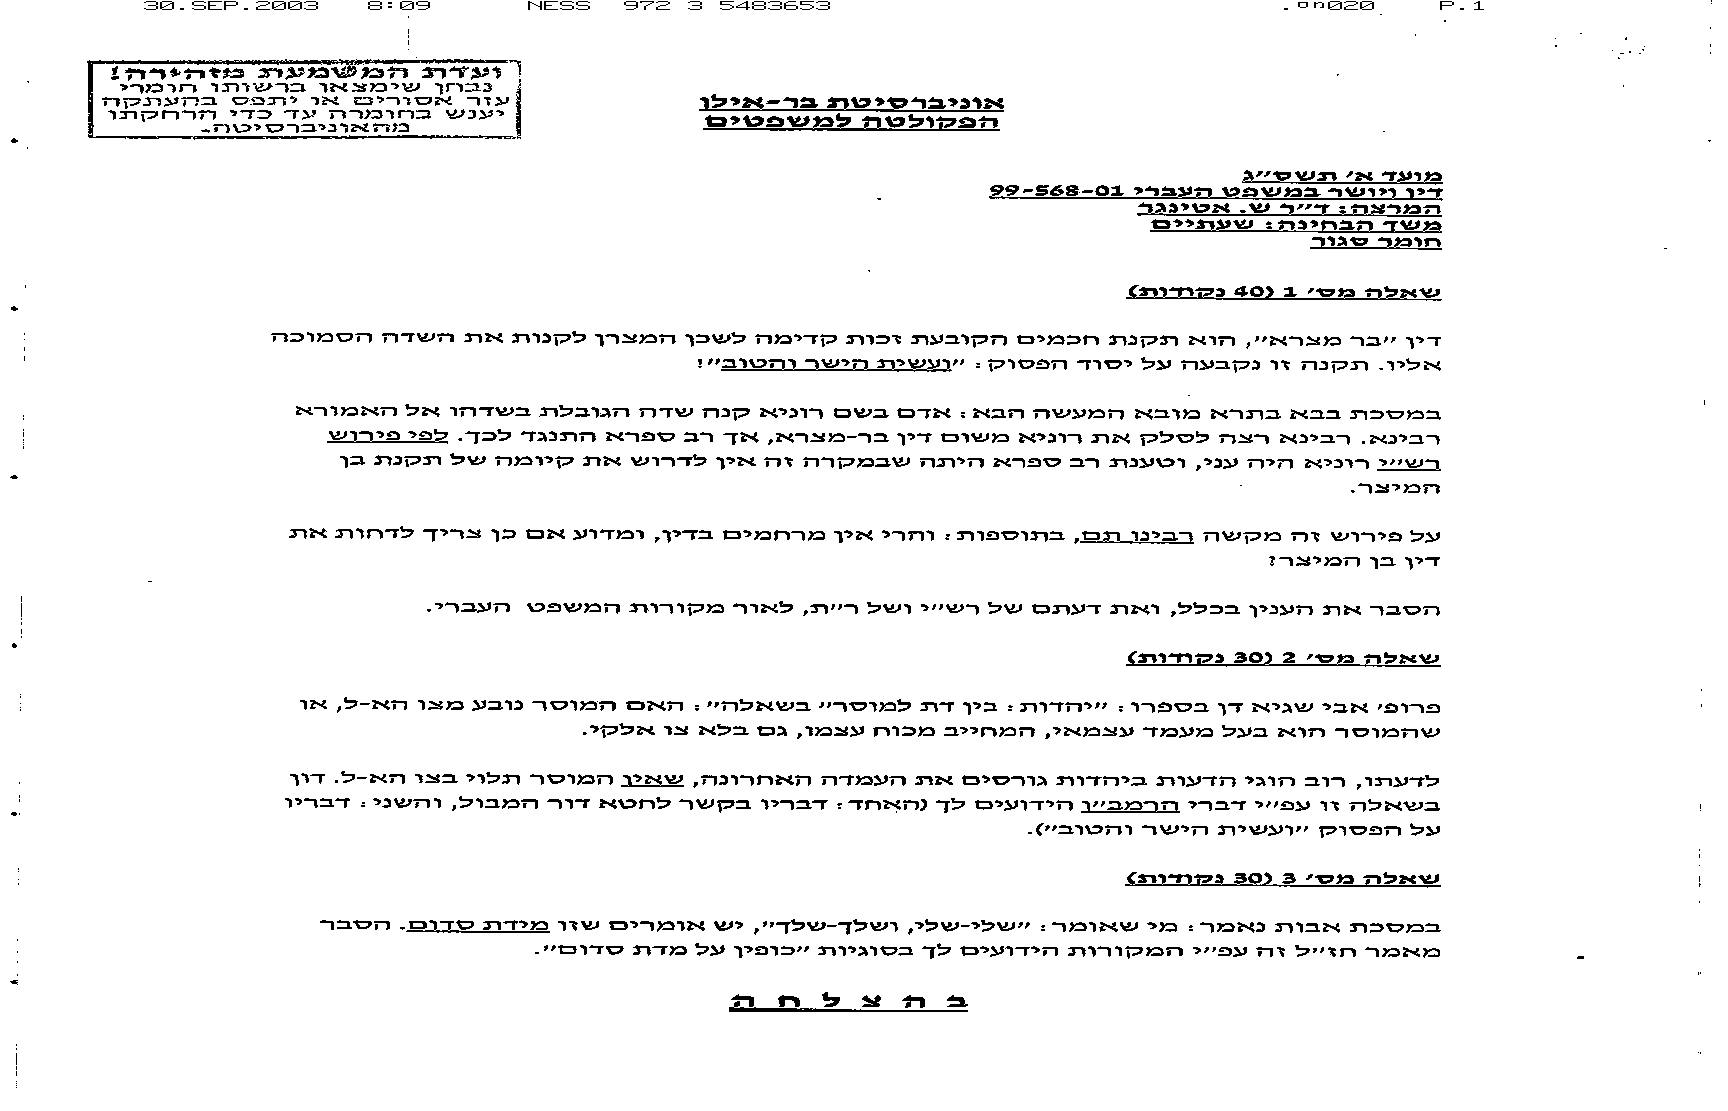 30.SEP.2003 8:09 NESS 972 3 5483653 P.1
ועדת המשמעת מזהירה!
נבחן שימצאו ברשותו חומרי
עזר אסורים או יתפס בהעתקה
יענש בחומרה עד כדי הרחקתו
מהאוניברסיטה.
אוניברסיטת בר-אילן
הפקולטה למשפטים
מועד א' תשס"ג
דין ויושר במשפט העברי 99-568-01
המרצה: ד"ר ש. אטינגר
משך הבחינה: שעתיים
חומר סגור
שאלה מס' 1 (40 נקודות)
דין "בר מצרא", הוא תקנת חכמים הקובעת זכות קדימה לשכן המצרן לקנות את השדה הסמוכה
אליו. תקנה זו נקבעה על יסוד הפסוק: "ועשית הישר והטוב"!
במסכת בבא בתרא מובא המעשה הבא: אדם בשם רוניא קנה שדה הגובלת בשדהו אל האמורא
רבינא. רבינא רצה לסלק את רוניא משום דין בר-מצרא, אך רב ספרא התנגד לכך. לפי פירוש
רש"י רוניא היה עני, וטענת רב ספרא היתה שבמקרה זה אין לדרוש את קיומה של תקנת בן
המיצר.
על פירוש זה מקשה רבינו תם, בתוספות: והרי אין מרחמים בדין, ומדוע אם כן צריך לדחות את
דין בן המיצר?
הסבר את הענין בכלל, ואת דעתם של רש"י ושל ר"ת, לאור מקורות המשפט העברי.
שאלה מס' 2 (30 נקודות)
פרופ' אבי שגיא דן בספרו: "יהדות: בין דת למוסר" בשאלה": האם המוסר נובע מצו הא-ל, או
שהמוסר הוא בעל מעמד עצמאי, המחייב מכוח עצמו, גם בלא צו אלקי.
לדעתו, רוב הוגי הדעות ביהדות גורסים את העמדה האחרונה, שאין המוסר תלוי בצו הא-ל. דון
בשאלה זו עפ"י דברי הרמב"ן הידועים לך (האחד: דבריו בקשר לחטא דור המבול, והשני: דבריו
על הפסוק "ועשית הישר והטוב").
שאלה מס' 3 (30 נקודות)
במסכת אבות נאמר: מי שאומר: "שלי-שלי, ושלך-שלך", יש אומרים שזו מידת סדום. הסבר
מאמר חז"ל זה עפ"י המקורות הידועים לך בסוגיות "כופין על מדת סדום".
ב ה צ ל ח ה